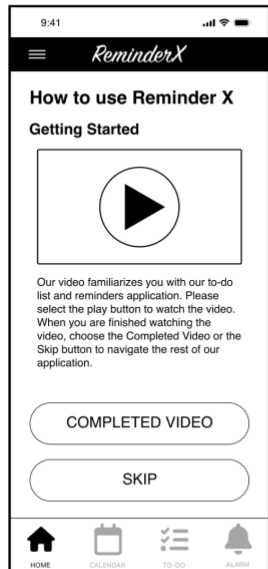 9:41
ReminderX
How to use Reminder X
Getting Started
Our video familiarizes you with our to-do
list and reminders application. Please
select the play button to watch the video.
When you are finished watching the
video, choose the Completed Video or the
Skip button to navigate the rest of our
application.
COMPLETED VIDEO
SKIP
HOME CALENDAR TO-DO ALARM